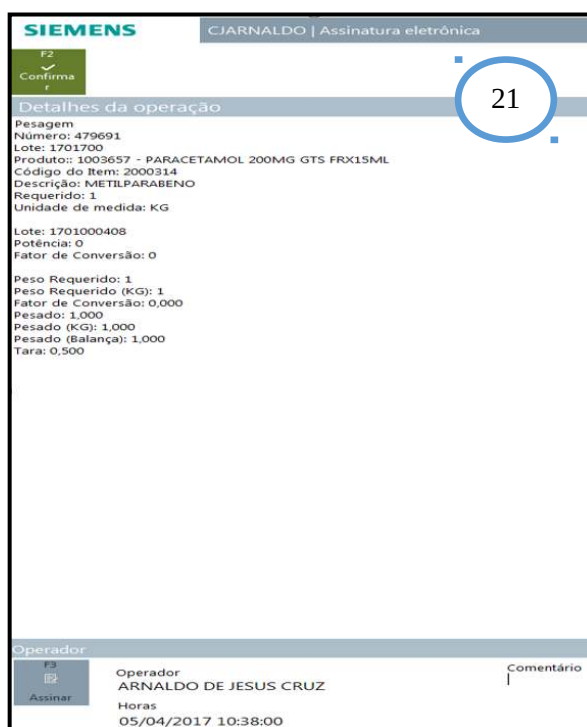 SIEMENS
CJARNALDO | Assinatura eletrônica
F2
Confirma
r
21
Detalhes da operação
Pesagem
Número: 479691
Lote: 1701700
Produto:: 1003657 - PARACETAMOL 200MG GTS FRX15ML
Código do Item: 2000314
Descrição: METILPARABENO
Requerido: 1
Unidade de medida: KG
Lote: 1701000408
Potência: 0
Fator de Conversão: 0
Peso Requerido: 1
Peso Requerido (KG): 1
Fator de Conversão: 0,000
Pesado: 1,000
Pesado (KG): 1,000
Pesado (Balança): 1,000
Tara: 0,500
Operador
F3
Assinar
Operador
ARNALDO DE JESUS CRUZ
Horas
05/04/2017 10:38:00
Comentário